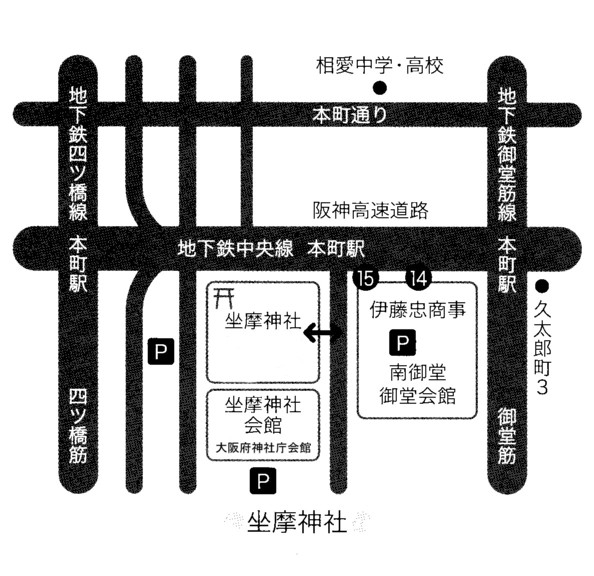 相愛中学・高校
本町通り
地下鉄四ツ橋線 本町駅
四ツ橋筋
地下鉄御堂筋線 本町駅
御堂筋
阪神高速道路
地下鉄中央線 本町駅
15
14
坐摩神社
伊藤忠商事
P
南御堂
御堂会館
久太郎町3
P
坐摩神社
会館
大阪府神社庁会館
P
坐摩神社